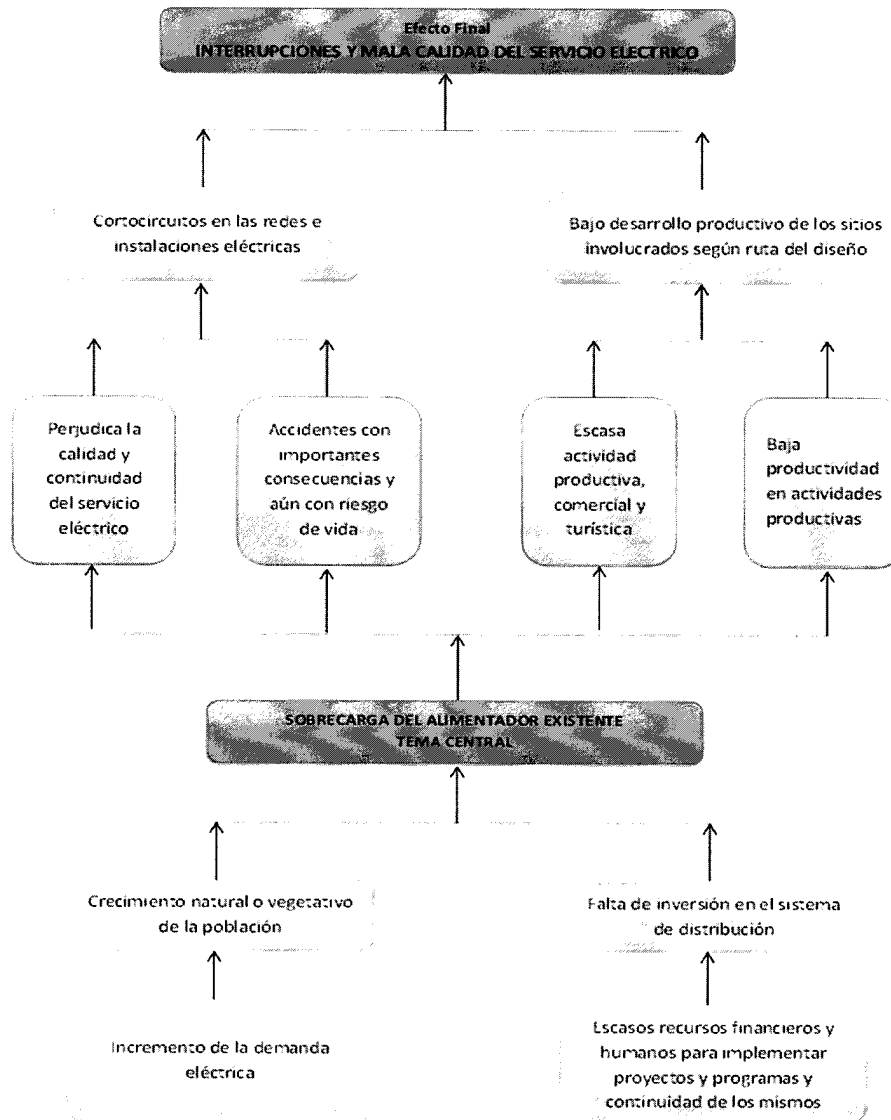 Efecto Final
INTERRUPCIONES Y MALA CALIDAD DEL SERVICIO ELECTRICO
Cortocircuitos en las redes e
instalaciones eléctricas
Bajo desarrollo productivo de los sitios
involucrados según ruta del diseño
Perjudica la
calidad y
continuidad
del servicio
eléctrico
Accidentes con
importantes
consecuencias y
aún con riesgo
de vida
Escasa
actividad
productiva,
comercial y
turística
Baja
productividad
en actividades
productivas
SOBRECARGA DEL ALIMENTADOR EXISTENTE
TEMA CENTRAL
Crecimiento natural o vegetativo
de la población
Falta de inversión en el sistema
de distribución
Incremento de la demanda
eléctrica
Escasos recursos financieros y
humanos para implementar
proyectos y programas y
continuidad de los mismos